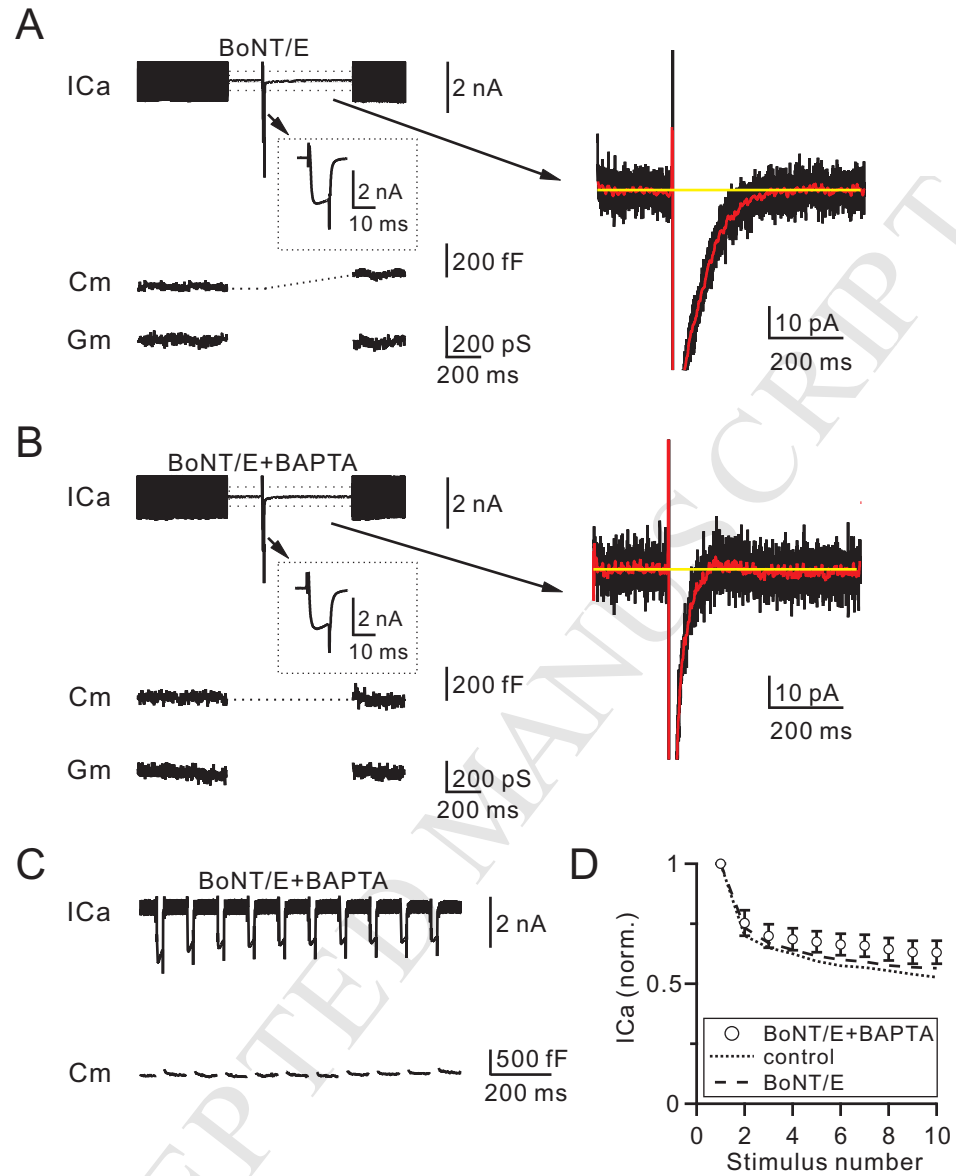 A
BoNT/E
ICa
2 nA
2 nA
10 ms
Cm
200 fF
Gm
200 pS
200 ms
10 pA
200 ms
B
BoNT/E+BAPTA
ICa
2 nA
2 nA
10 ms
Cm
200 fF
Gm
200 pS
200 ms
10 pA
200 ms
C
BoNT/E+BAPTA
ICa
2 nA
Cm
500 fF
200 ms
D
1
0.5
0
ICa (norm.)
BoNT/E+BAPTA
control
BoNT/E
0 2 4 6 8 10
Stimulus number
EPTED MANUSCRIPT